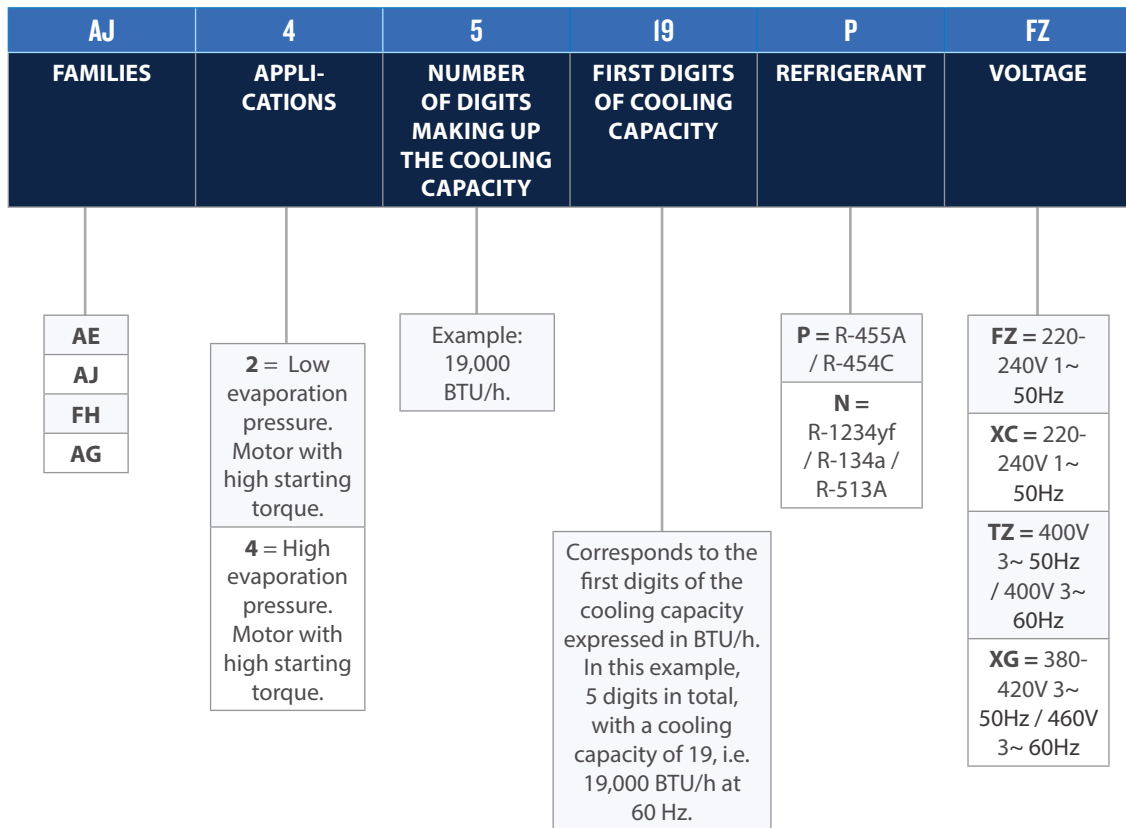 AJ
4
5
19
P
FZ
FAMILIES
APPLI-
CATIONS
NUMBER
OF DIGITS
MAKING UP
THE COOLING
CAPACITY
FIRST DIGITS
OF COOLING
CAPACITY
REFRIGERANT
VOLTAGE
AE
AJ
FH
AG
2 = Low
evaporation
pressure.
Motor with
high starting
torque.
4 = High
evaporation
pressure.
Motor with
high starting
torque.
Example:
19,000
BTU/h.
Corresponds to the
first digits of the
cooling capacity
expressed in BTU/h.
In this example,
5 digits in total,
with a cooling
capacity of 19, i.e.
19,000 BTU/h at
60 Hz.
P = R-455A
/ R-454C
N =
R-1234yf
/ R-134a /
R-513A
FZ = 220-
240V 1~
50Hz
XC = 220-
240V 1~
50Hz
TZ = 400V
3~ 50Hz
/ 400V 3~
60Hz
XG = 380-
420V 3~
50Hz / 460V
3~ 60Hz